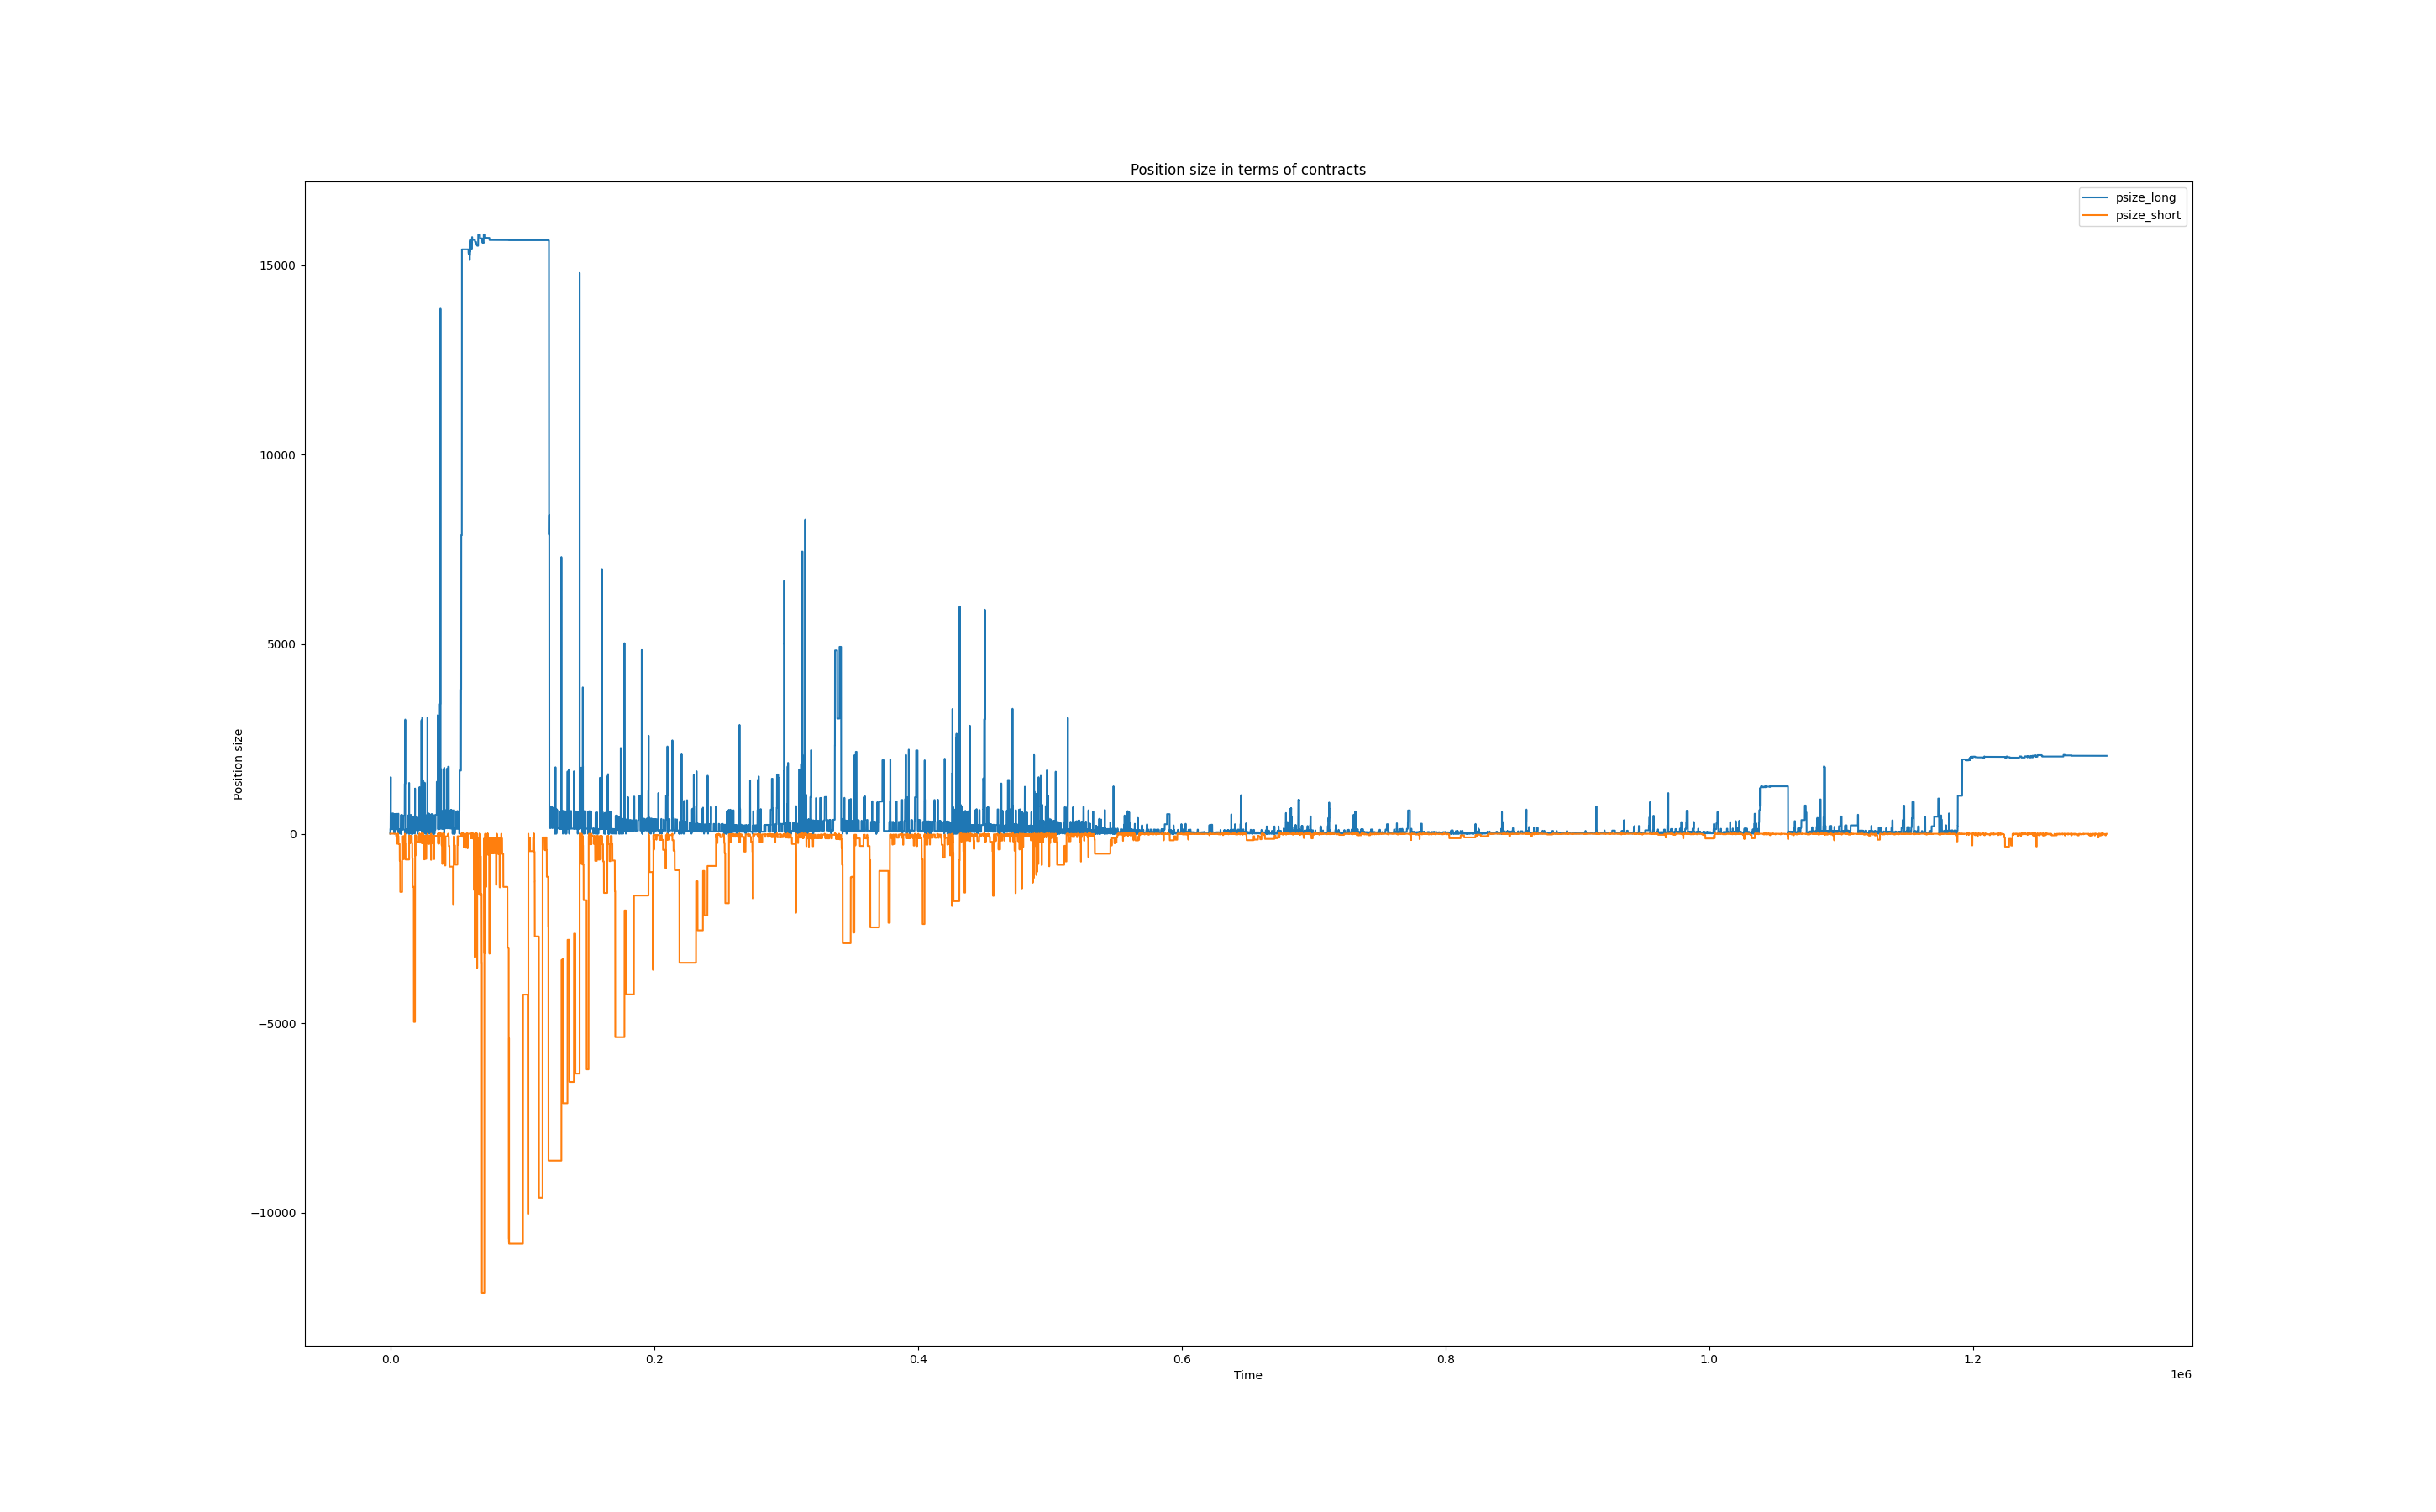 Position size in terms of contracts
psize_long
psize_short
15000
10000
5000
0
−5000
−10000
Position size
0.0 0.2 0.4 0.6 0.8 1.0 1.2
Time
1e6